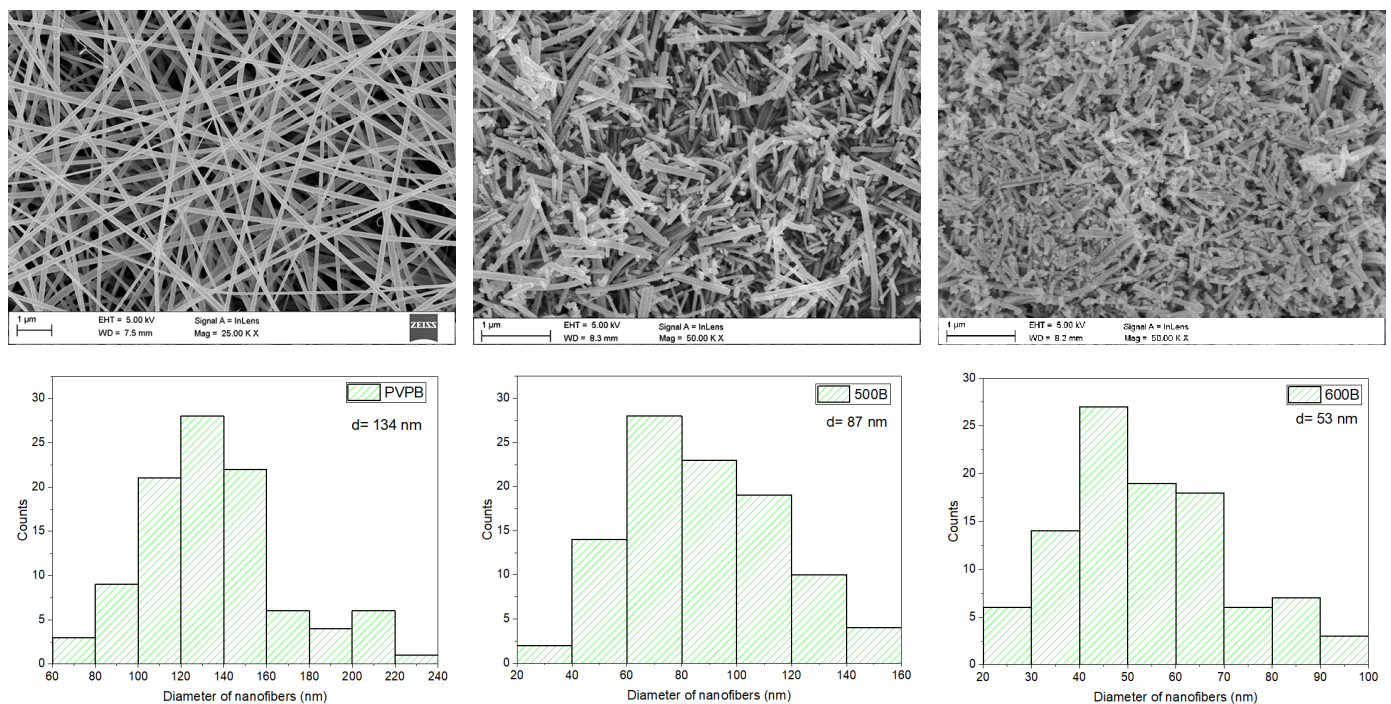 1 µm
EHT = 5.00 kV
Signal A = InLens
WD = 7.5 mm
Mag = 25.00 K X
ZEISS
1 µm
EHT = 5.00 kV
Signal A = InLens
WD = 8.3 mm
Mag = 50.00 K X
1 µm
EHT = 5.00 kV
Signal A = InLens
WD = 8.2 mm
Mag = 50.00 K X
PVPB
d= 134 nm
Counts
30
25
20
15
10
5
0
60 80 100 120 140 160 180 200 220 240
Diameter of nanofibers (nm)
500B
d= 87 nm
Counts
30
25
20
15
10
5
0
20 40 60 80 100 120 140 160
Diameter of nanofibers (nm)
600B
d= 53 nm
Counts
30
25
20
15
10
5
0
20 30 40 50 60 70 80 90 100
Diameter of nanofibers (nm)